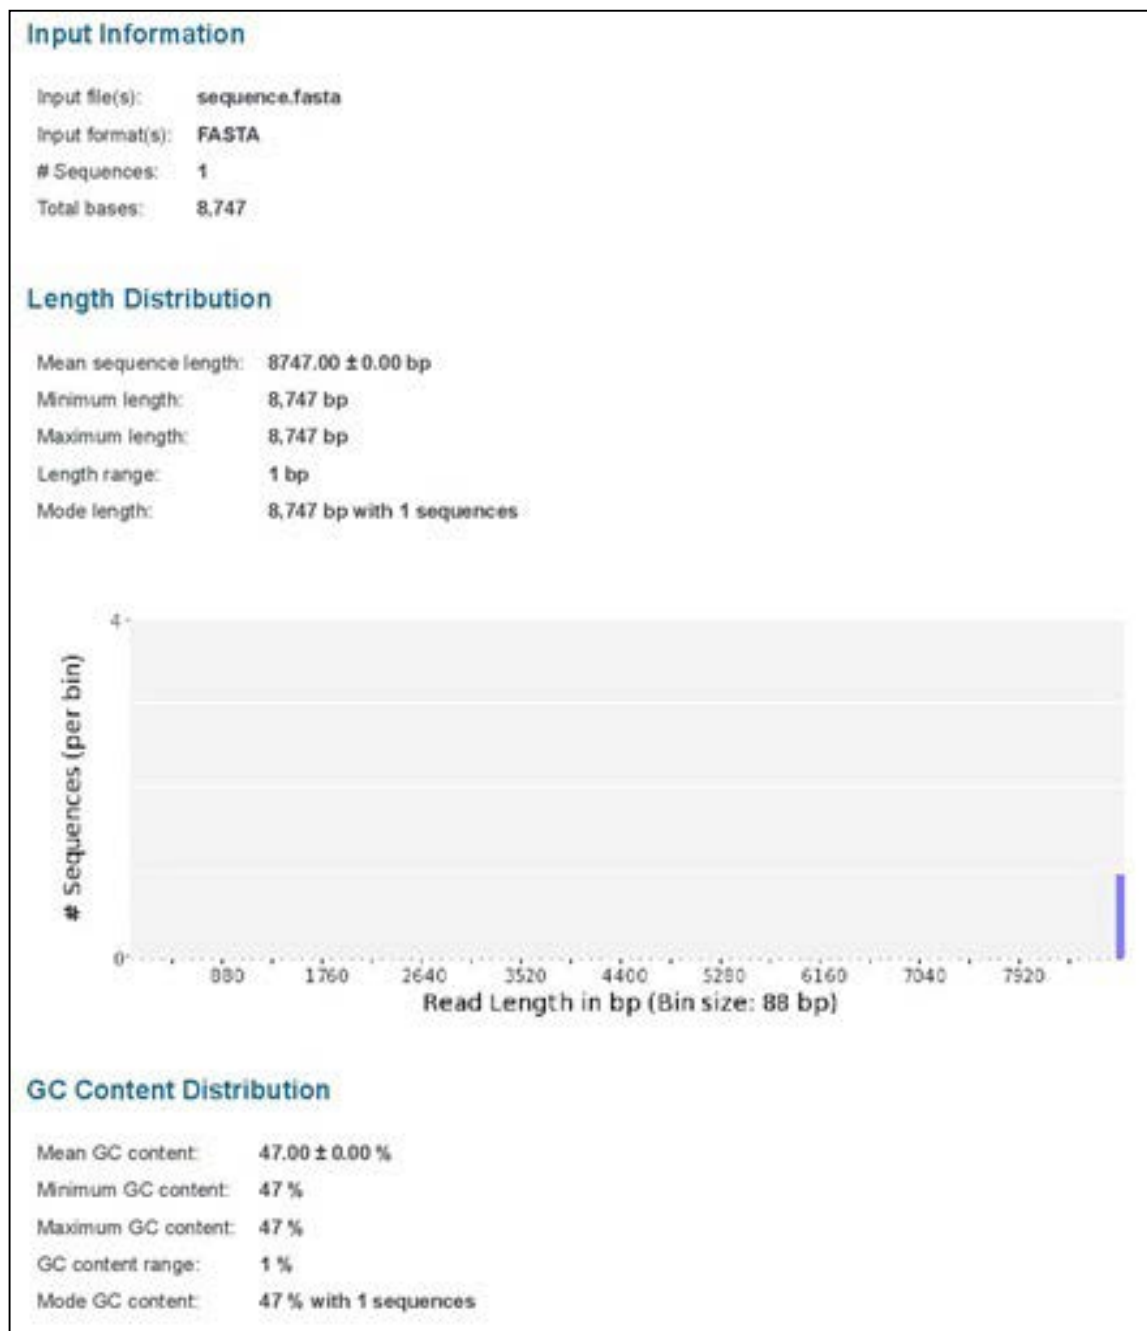 Input Information
Input file(s): sequence.fasta
Input format(s): FASTA
# Sequences: 1
Total bases: 8,747
Length Distribution
Mean sequence length: 8747.00 ± 0.00 bp
Minimum length: 8,747 bp
Maximum length: 8,747 bp
Length range: 1 bp
Mode length: 8,747 bp with 1 sequences
4
# Sequences (per bin)
0
880 1760 2640 3520 4400 5280 6160 7040 7920
Read Length in bp (Bin size: 88 bp)
GC Content Distribution
Mean GC content: 47.00 ± 0.00 %
Minimum GC content: 47 %
Maximum GC content: 47 %
GC content range: 1 %
Mode GC content: 47 % with 1 sequences